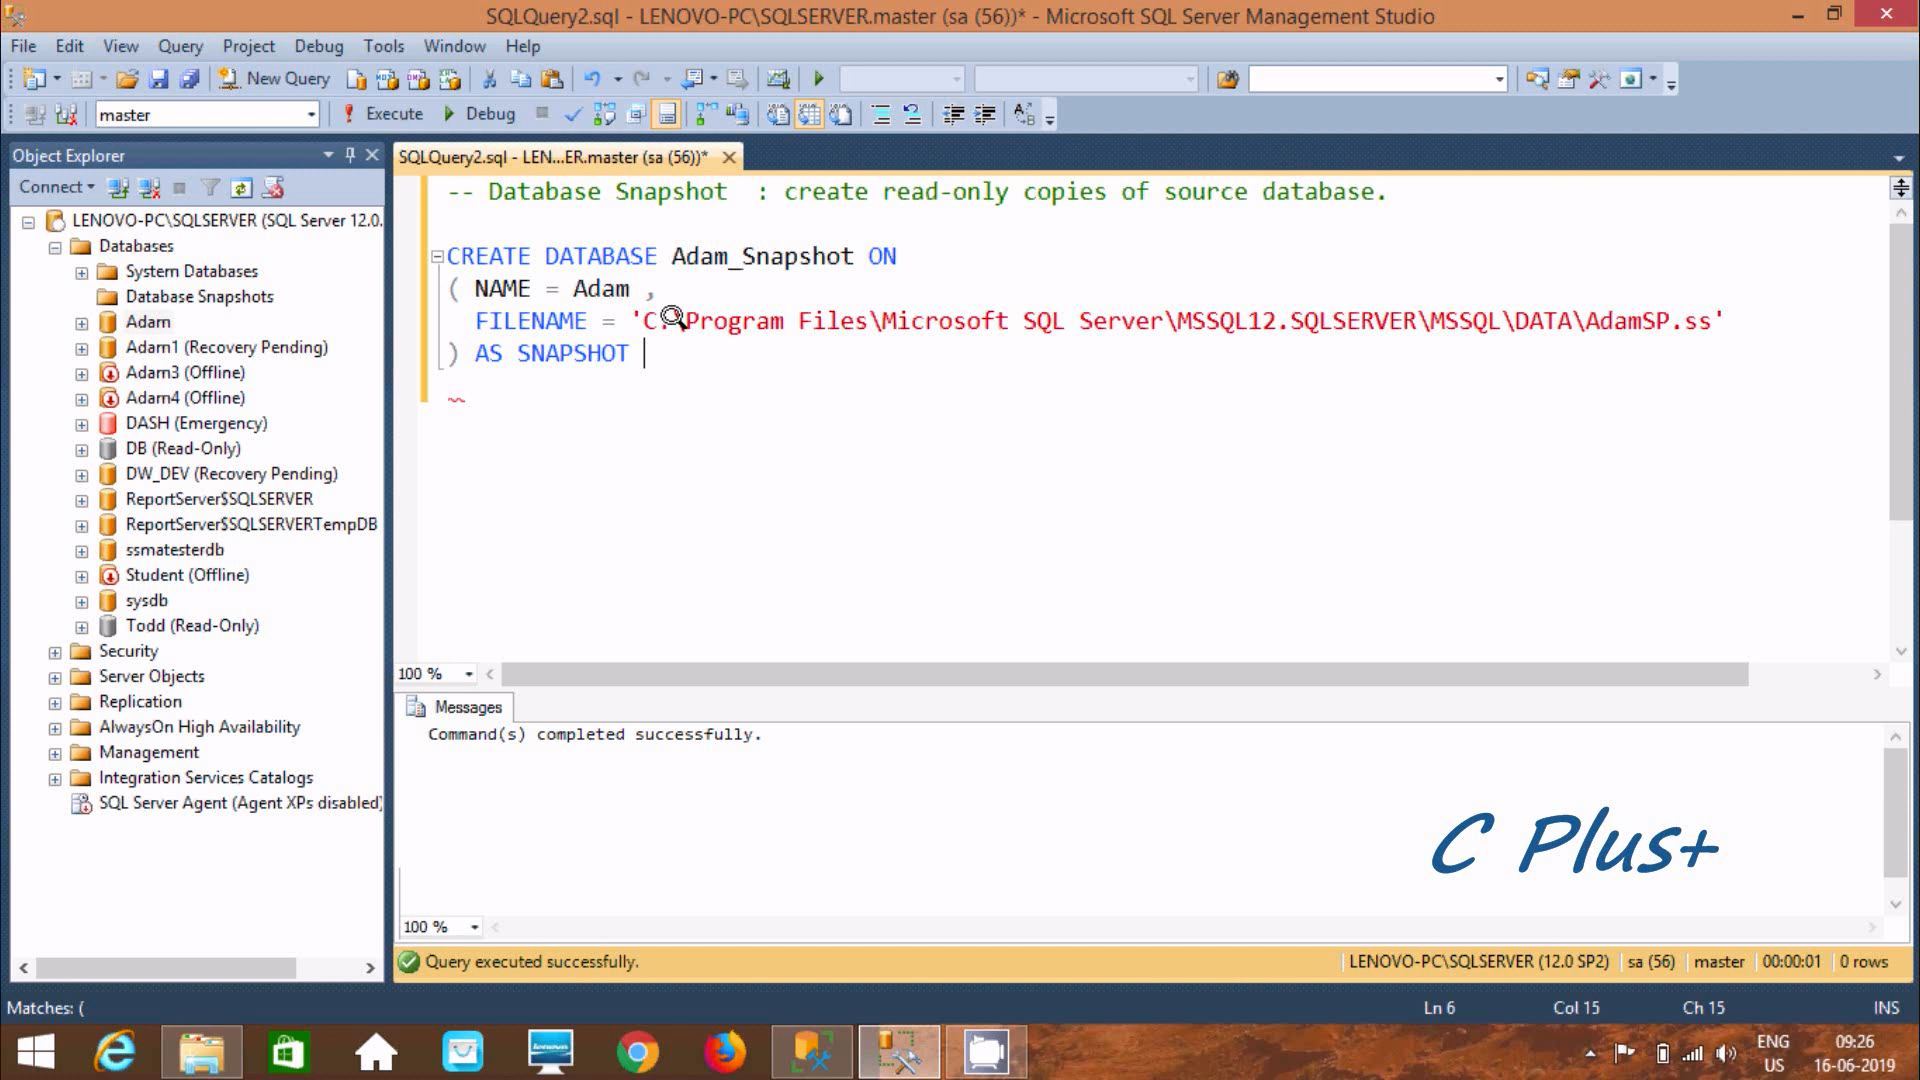 SQLQuery2.sql - LENOVO-PC\SQLSERVER.master (sa (56))* - Microsoft SQL Server Management Studio
File Edit View Query Project Debug Tools Window Help
New Query
master Execute Debug
Object Explorer
Connect
LENOVO-PC\SQLSERVER (SQL Server 12.0.
Databases
System Databases
Database Snapshots
Adam
Adam1 (Recovery Pending)
Adam3 (Offline)
Adam4 (Offline)
DASH (Emergency)
DB (Read-Only)
DW_DEV (Recovery Pending)
ReportServer$SQLSERVER
ReportServer$SQLSERVERTempDB
ssmatesterdb
Student (Offline)
sysdb
Todd (Read-Only)
Security
Server Objects
Replication
AlwaysOn High Availability
Management
Integration Services Catalogs
SQL Server Agent (Agent XPs disabled)
SQLQuery2.sql - LEN...ER.master (sa (56))*
-- Database Snapshot : create read-only copies of source database.
CREATE DATABASE Adam_Snapshot ON
( NAME = Adam ,
FILENAME = 'C:\Program Files\Microsoft SQL Server\MSSQL12.SQLSERVER\MSSQL\DATA\AdamSP.ss'
) AS SNAPSHOT
100 %
Messages
Command(s) completed successfully.
C Plus+
100 %
Query executed successfully. LENOVO-PC\SQLSERVER (12.0 SP2) sa (56) master 00:00:01 0 rows
Matches: ( Ln 6 Col 15 Ch 15 INS
ENG
US
09:26
16-06-2019